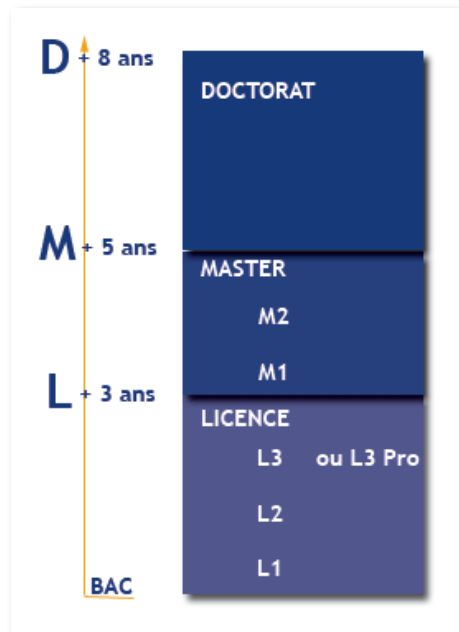 D + 8 ans
DOCTORAT
M + 5 ans
MASTER
M2
M1
L + 3 ans
LICENCE
L3 ou L3 Pro
L2
L1
BAC